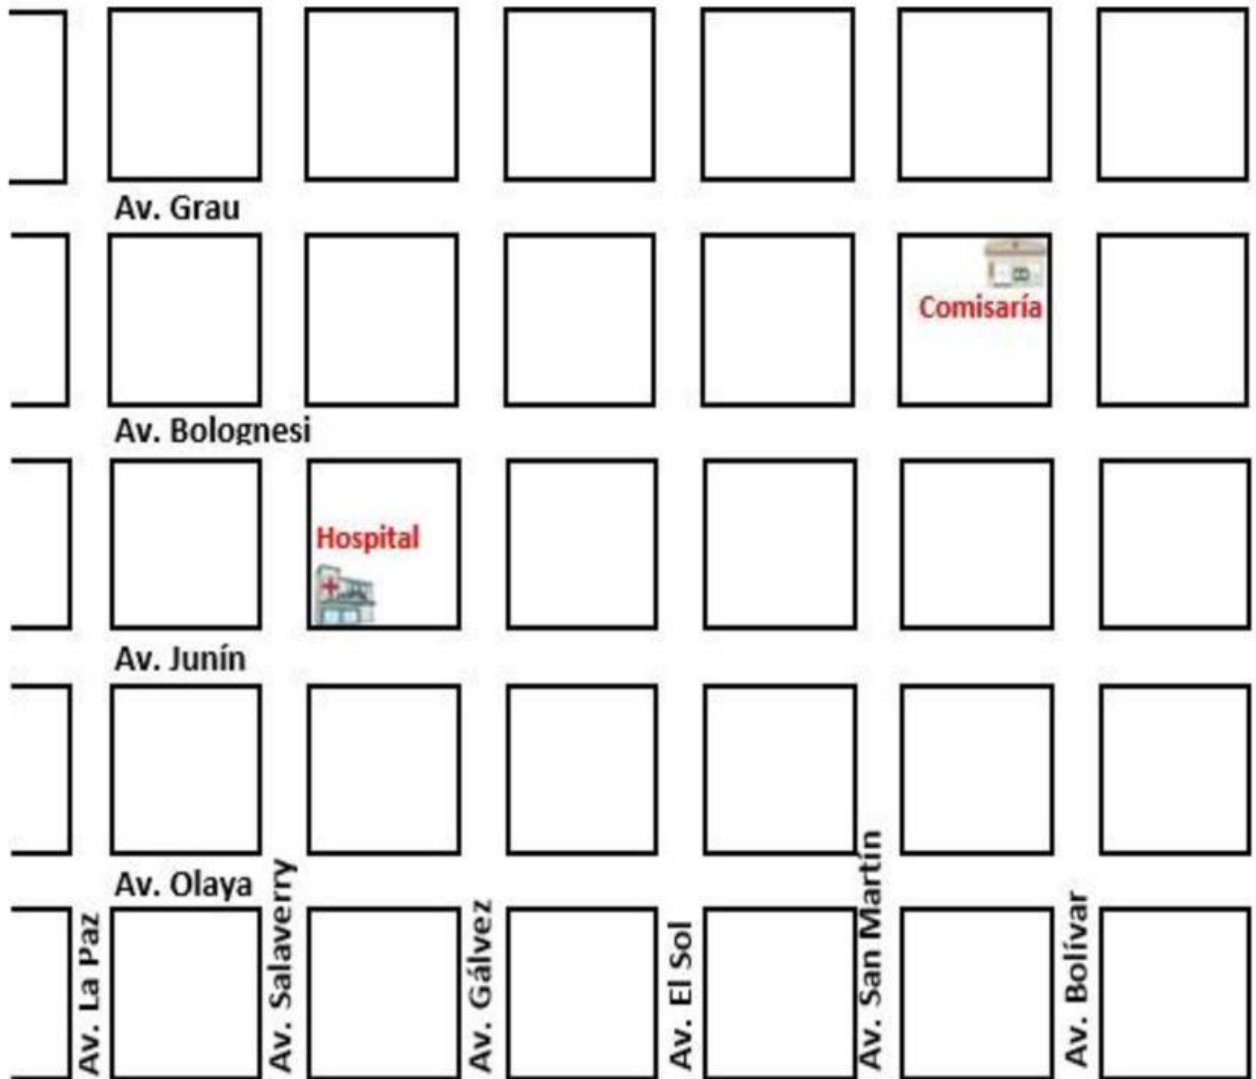 Av. Grau
Comisaría
Av. Bolognesi
Hospital
Av. Junín
Av. Olaya
Av. La Paz
Av. Salaverry
Av. Gálvez
Av. El Sol
Av. San Martín
Av. Bolívar